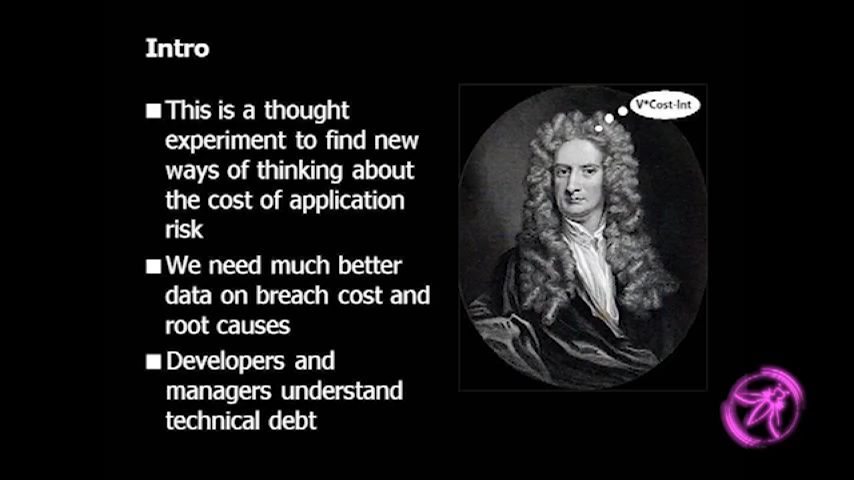 Intro
■ This is a thought
experiment to find new
ways of thinking about
the cost of application
risk
■ We need much better
data on breach cost and
root causes
■ Developers and
managers understand
technical debt
V*Cost-Int